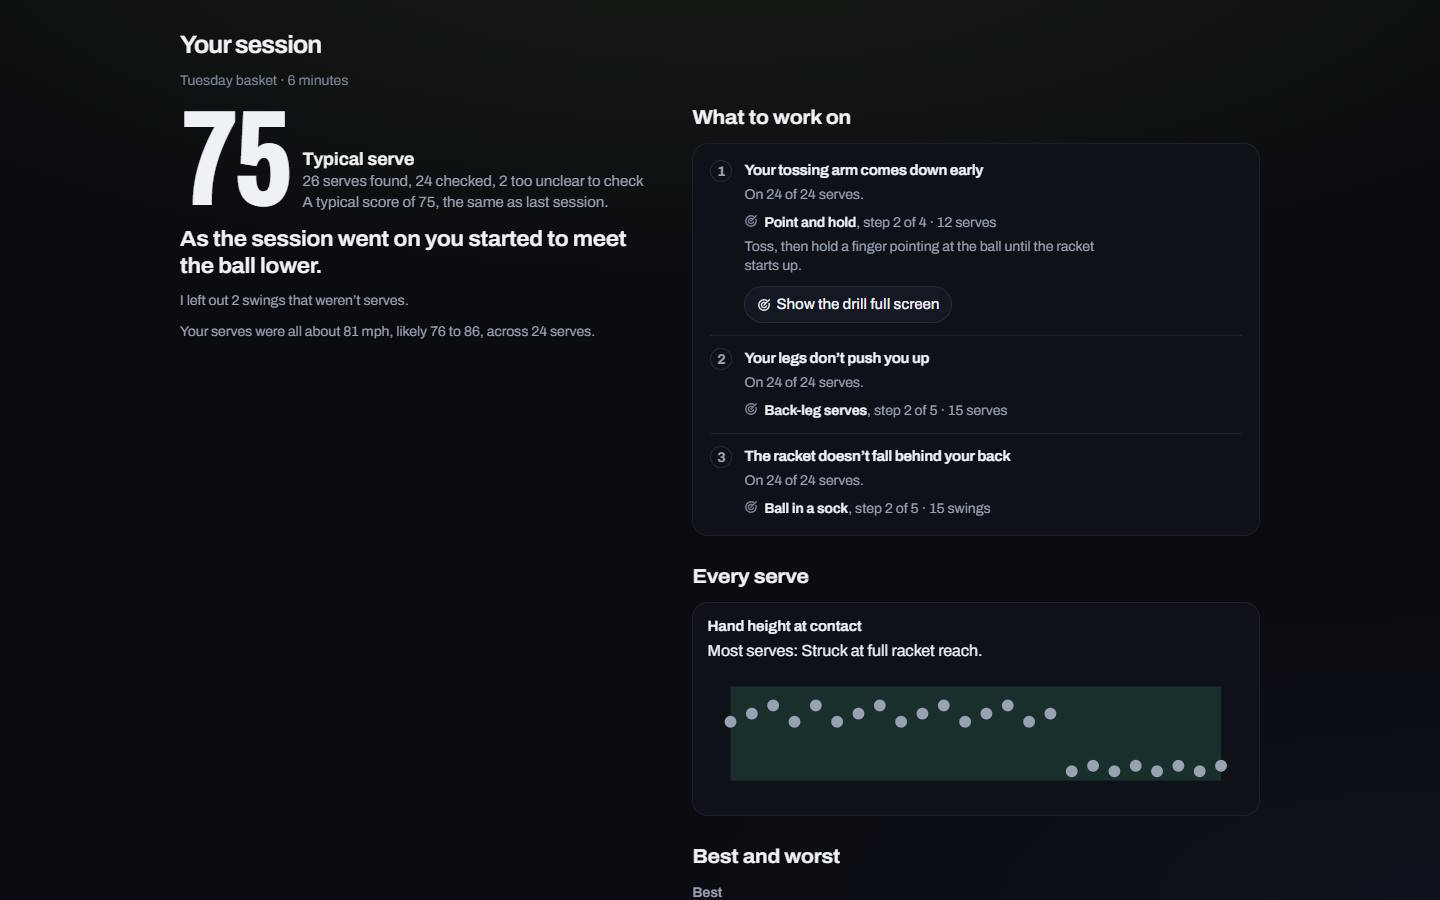 Your session
Tuesday basket · 6 minutes
75
Typical serve
26 serves found, 24 checked, 2 too unclear to check
A typical score of 75, the same as last session.
As the session went on you started to meet
the ball lower.
I left out 2 swings that weren’t serves.
Your serves were all about 81 mph, likely 76 to 86, across 24 serves.
What to work on
1
Your tossing arm comes down early
On 24 of 24 serves.
Point and hold, step 2 of 4 · 12 serves
Toss, then hold a finger pointing at the ball until the racket
starts up.
Show the drill full screen
2
Your legs don’t push you up
On 24 of 24 serves.
Back-leg serves, step 2 of 5 · 15 serves
3
The racket doesn’t fall behind your back
On 24 of 24 serves.
Ball in a sock, step 2 of 5 · 15 swings
Every serve
Hand height at contact
Most serves: Struck at full racket reach.
Best and worst
Best